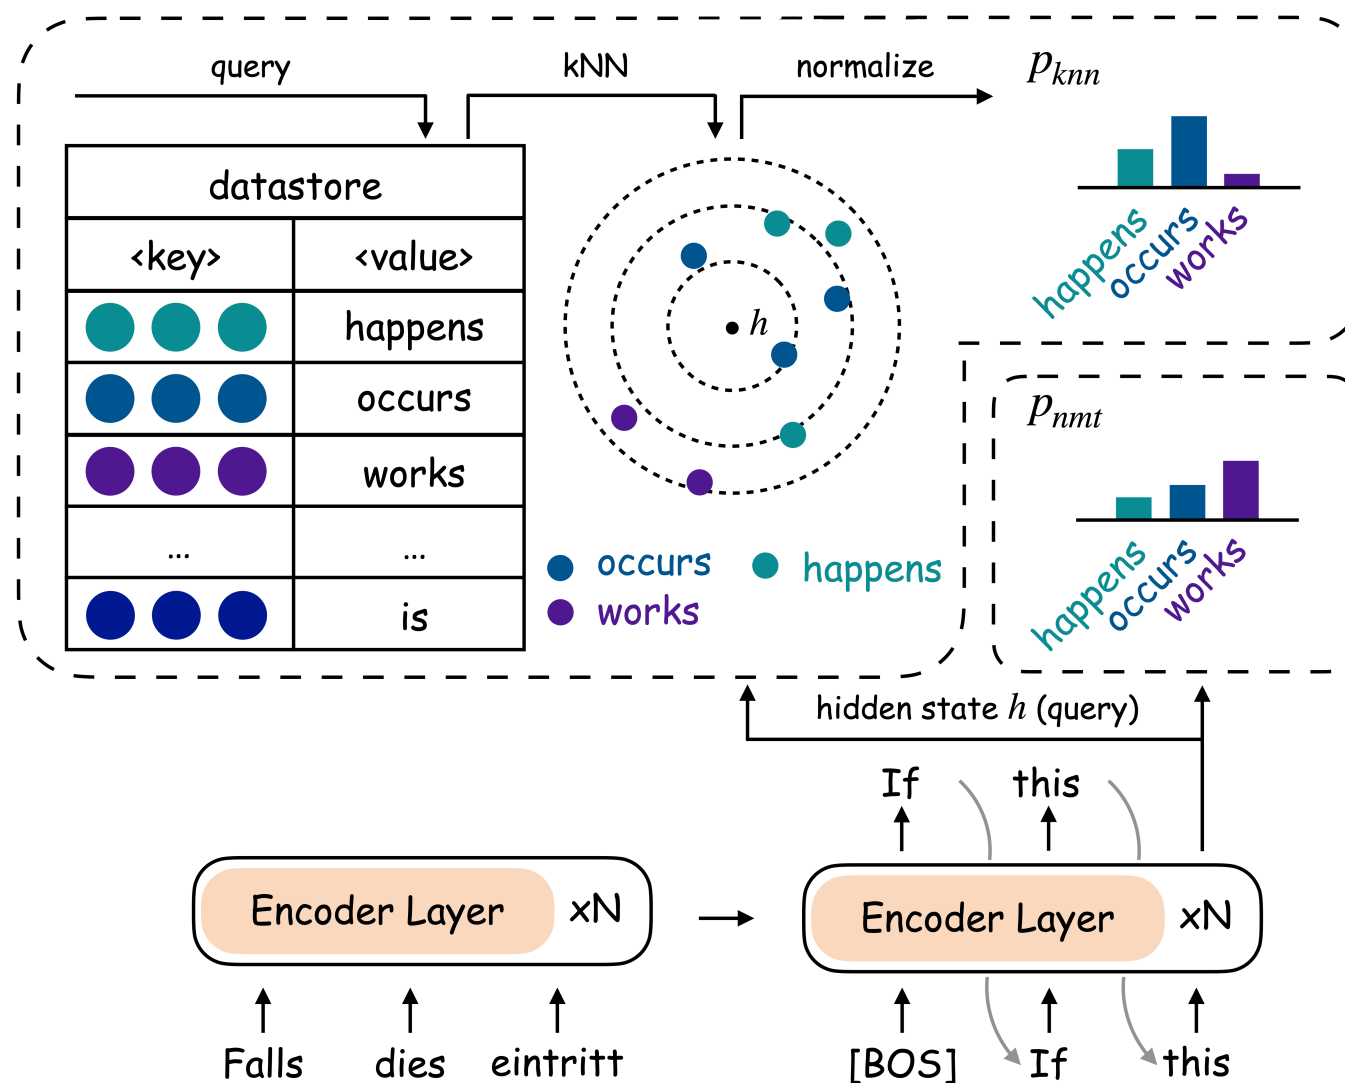 query
kNN
normalize
p_knn
datastore
<key>
<value>
happens
occurs
works
...
...
is
h
occurs
happens
works
happens
occurs
works
p_nmt
happens
occurs
works
hidden state h (query)
If
this
Encoder Layer
xN
Encoder Layer
xN
Falls
dies
eintritt
[BOS]
If
this